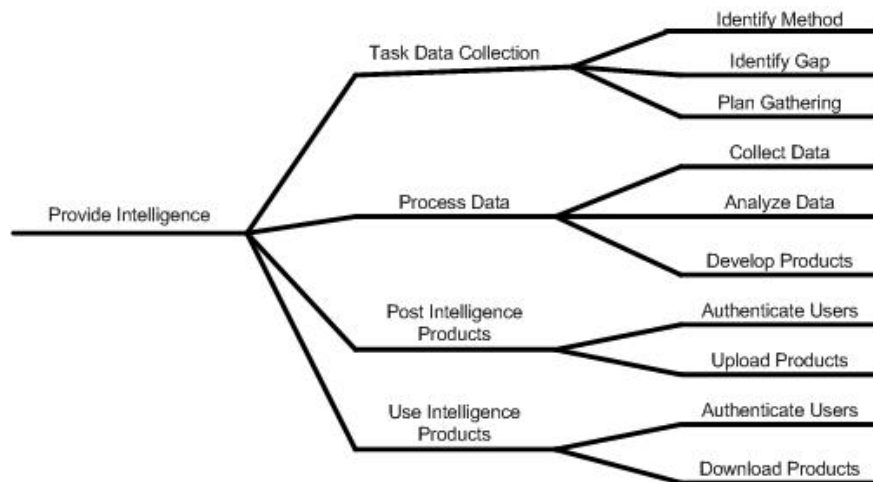 Identify Method
Task Data Collection
Identify Gap
Plan Gathering
Collect Data
Provide Intelligence
Process Data
Analyze Data
Develop Products
Post Intelligence
Products
Authenticate Users
Upload Products
Use Intelligence
Products
Authenticate Users
Download Products